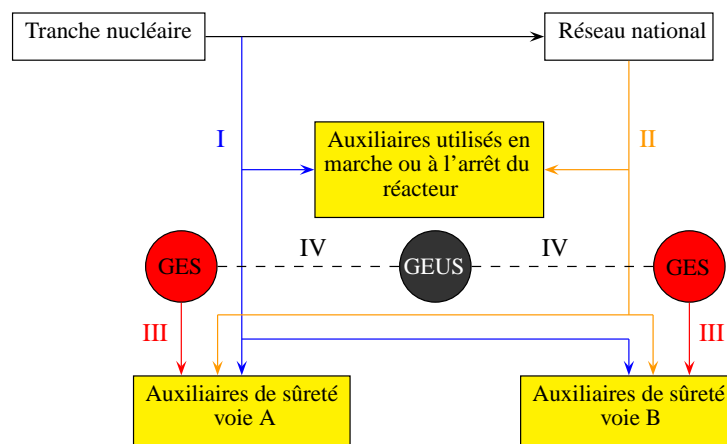 Tranche nucléaire
Réseau national
I
II
Auxiliaires utilisés en
marche ou à l'arrêt du
réacteur
IV
IV
GES
GEUS
GES
III
III
Auxiliaires de sûreté
voie A
Auxiliaires de sûreté
voie B